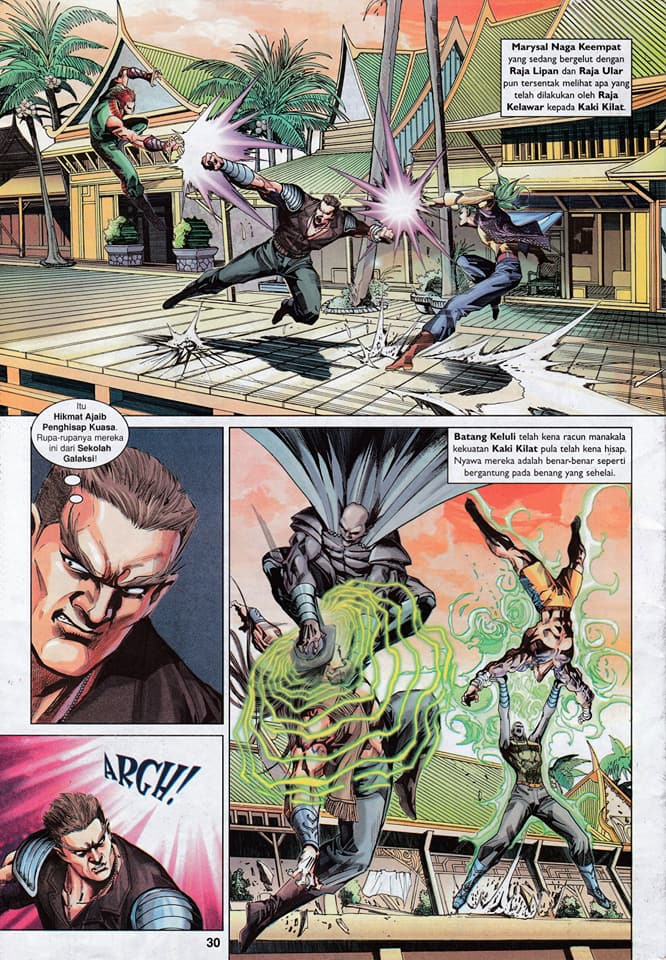 Marysal Naga Keempat
yang sedang bergelut dengan
Raja Lipan dan Raja Ular
pun tersentak melihat apa yang
telah dilakukan oleh Raja
Kelawar kepada Kaki Kilat.
Itu
Hikmat Ajaib
Penghisap Kuasa.
Rupa-rupanya mereka
ini dari Sekolah
Galaksi!
Batang Keluli telah kena racun manakala
kekuatan Kaki Kilat pula telah kena hisap.
Nyawa mereka adalah benar-benar seperti
bergantung pada benang yang sehelai.
ARGH!
30